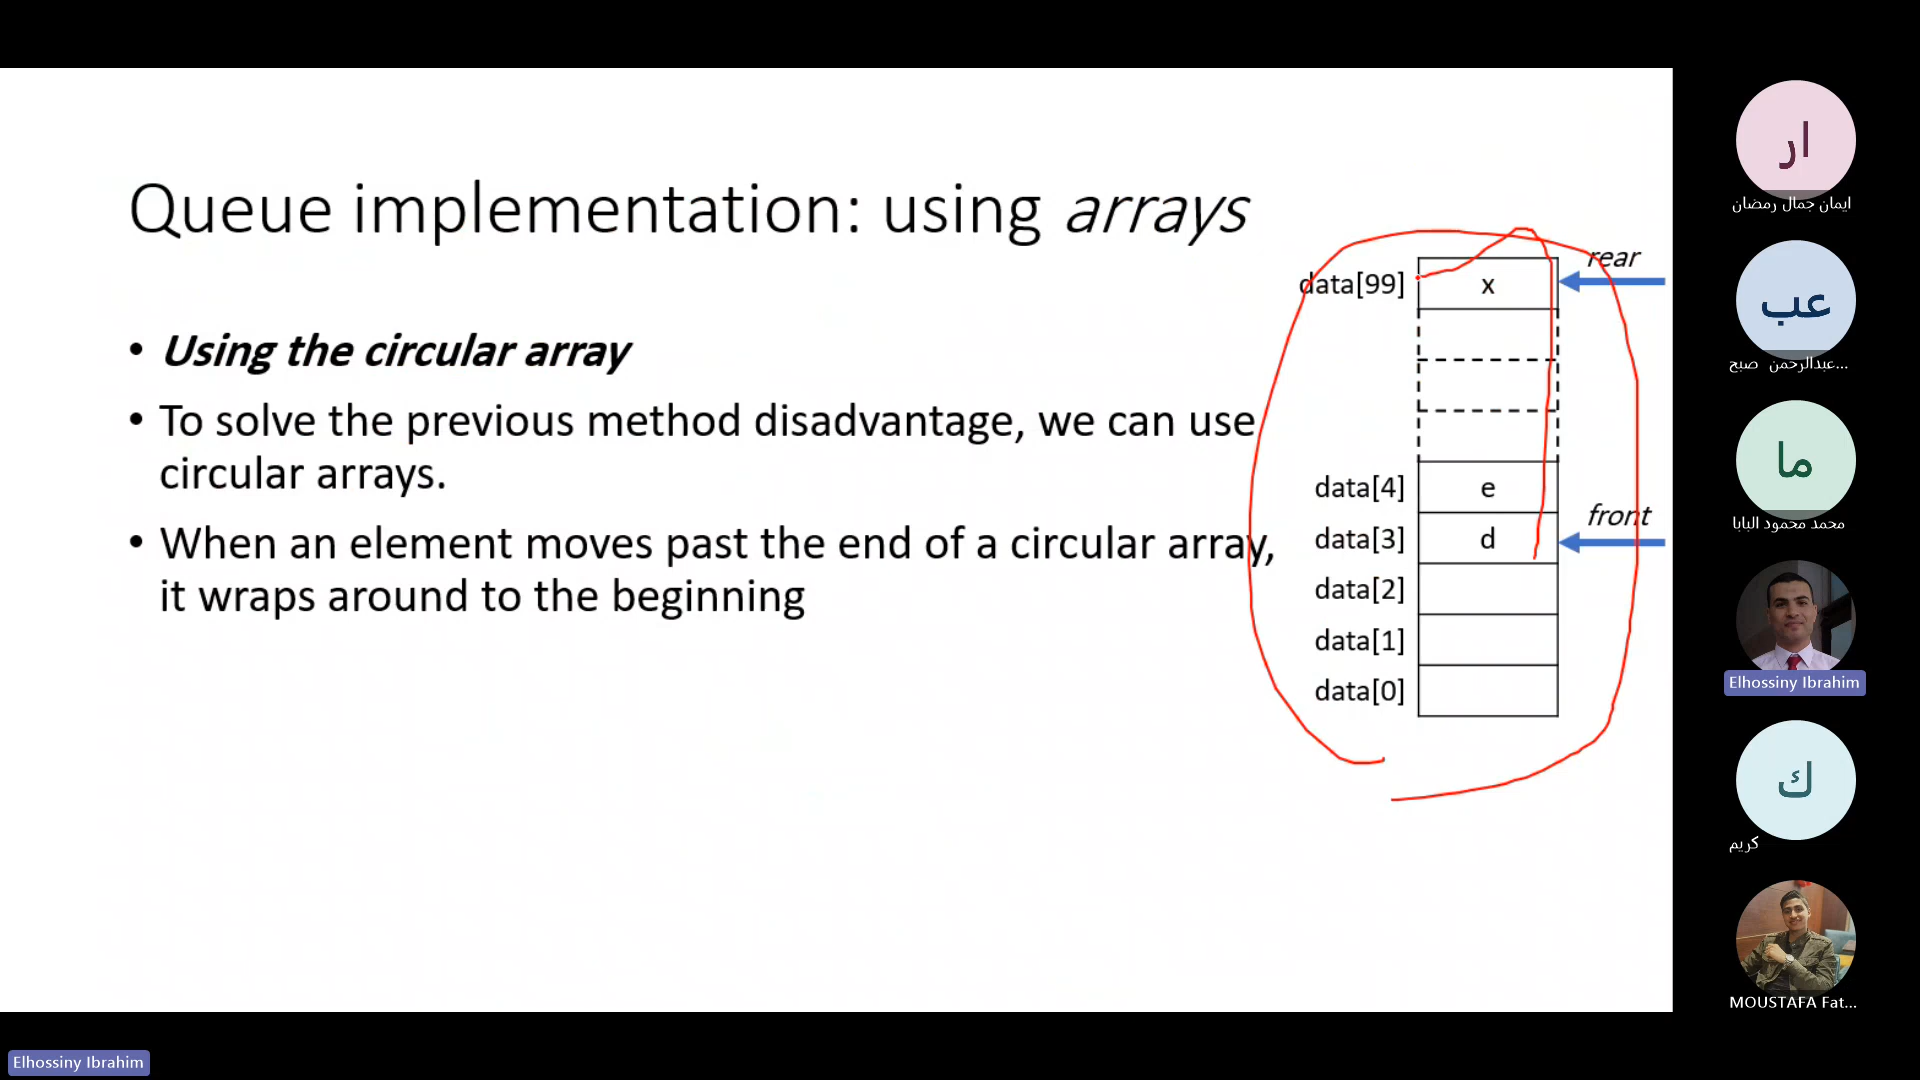 Queue implementation: using arrays
• Using the circular array
• To solve the previous method disadvantage, we can use
circular arrays.
• When an element moves past the end of a circular array,
it wraps around to the beginning
rear
data[99] x
data[4] e
front
data[3] d
data[2]
data[1]
data[0]
ار
ايمان جمال رمضان
عب
عبدالرحمن صبح...
ما
محمد محمود البابا
Elhossiny Ibrahim
ك
كريم
MOUSTAFA Fat...
Elhossiny Ibrahim